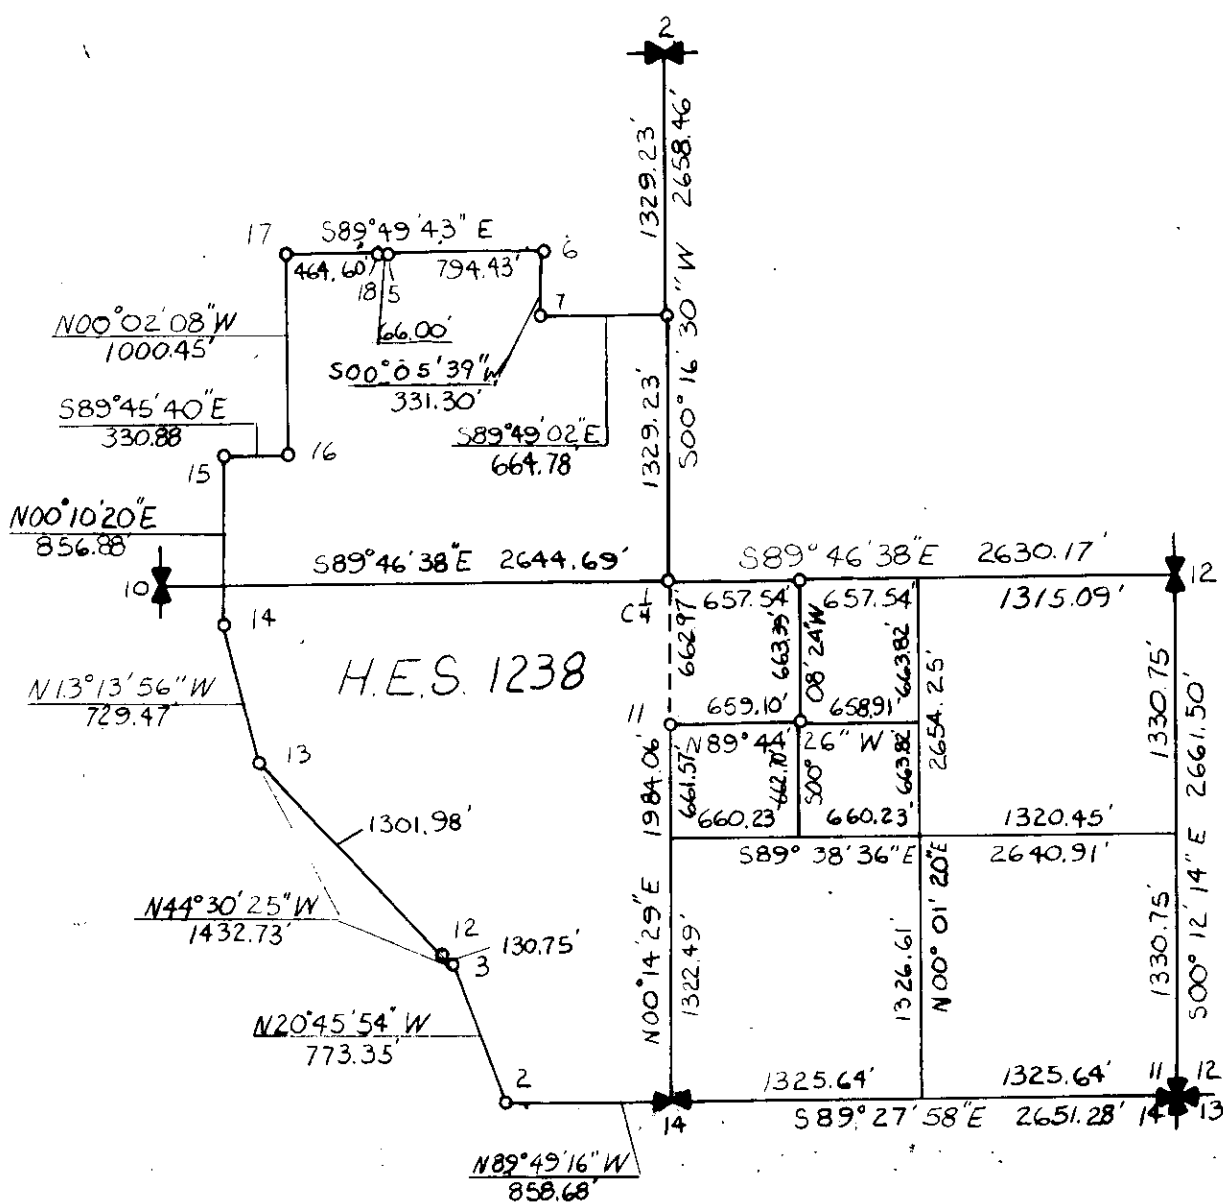 2
1329.23'
2658.46'
S00° 16' 30" W
1329.23'
17
S89° 49' 43" E
6
464.60'
794.43'
18
5
7
66.00'
N00° 02' 08" W
1000.45'
S00° 05' 39" W
331.30'
S89° 45' 40" E
330.88
S89° 49' 02" E
664.78'
15
16
N00° 10' 20" E
856.88'
S89° 46' 38" E 2644.69'
S89° 46' 38" E 2630.17'
10
12
C 1/4
1
657.54'
657.54'
1315.09'
14
662.97'
663.39'
08' 24" W
663.82'
2654.25'
1330.75'
2661.50'
H.E.S. 1238
N13° 13' 56" W
729.47'
11
659.10'
658.91'
N89° 44' 26" W
13
1984.06'
661.57'
662.70'
S00°
663.82
1301.98'
660.23'
660.23'
1320.45'
S89° 38' 36" E
2640.91'
N44° 30' 25" W
1432.73'
12
130.75'
3
N00° 14' 29" E
1322.49'
1326.61'
N00° 01' 20" E
1330.75'
S00° 12' 14" E
N20° 45' 54" W
773.35'
2
1325.64'
1325.64'
11
12
14
S89° 27' 58" E 2651.28'
14
13
N89° 49' 16" W
858.68'